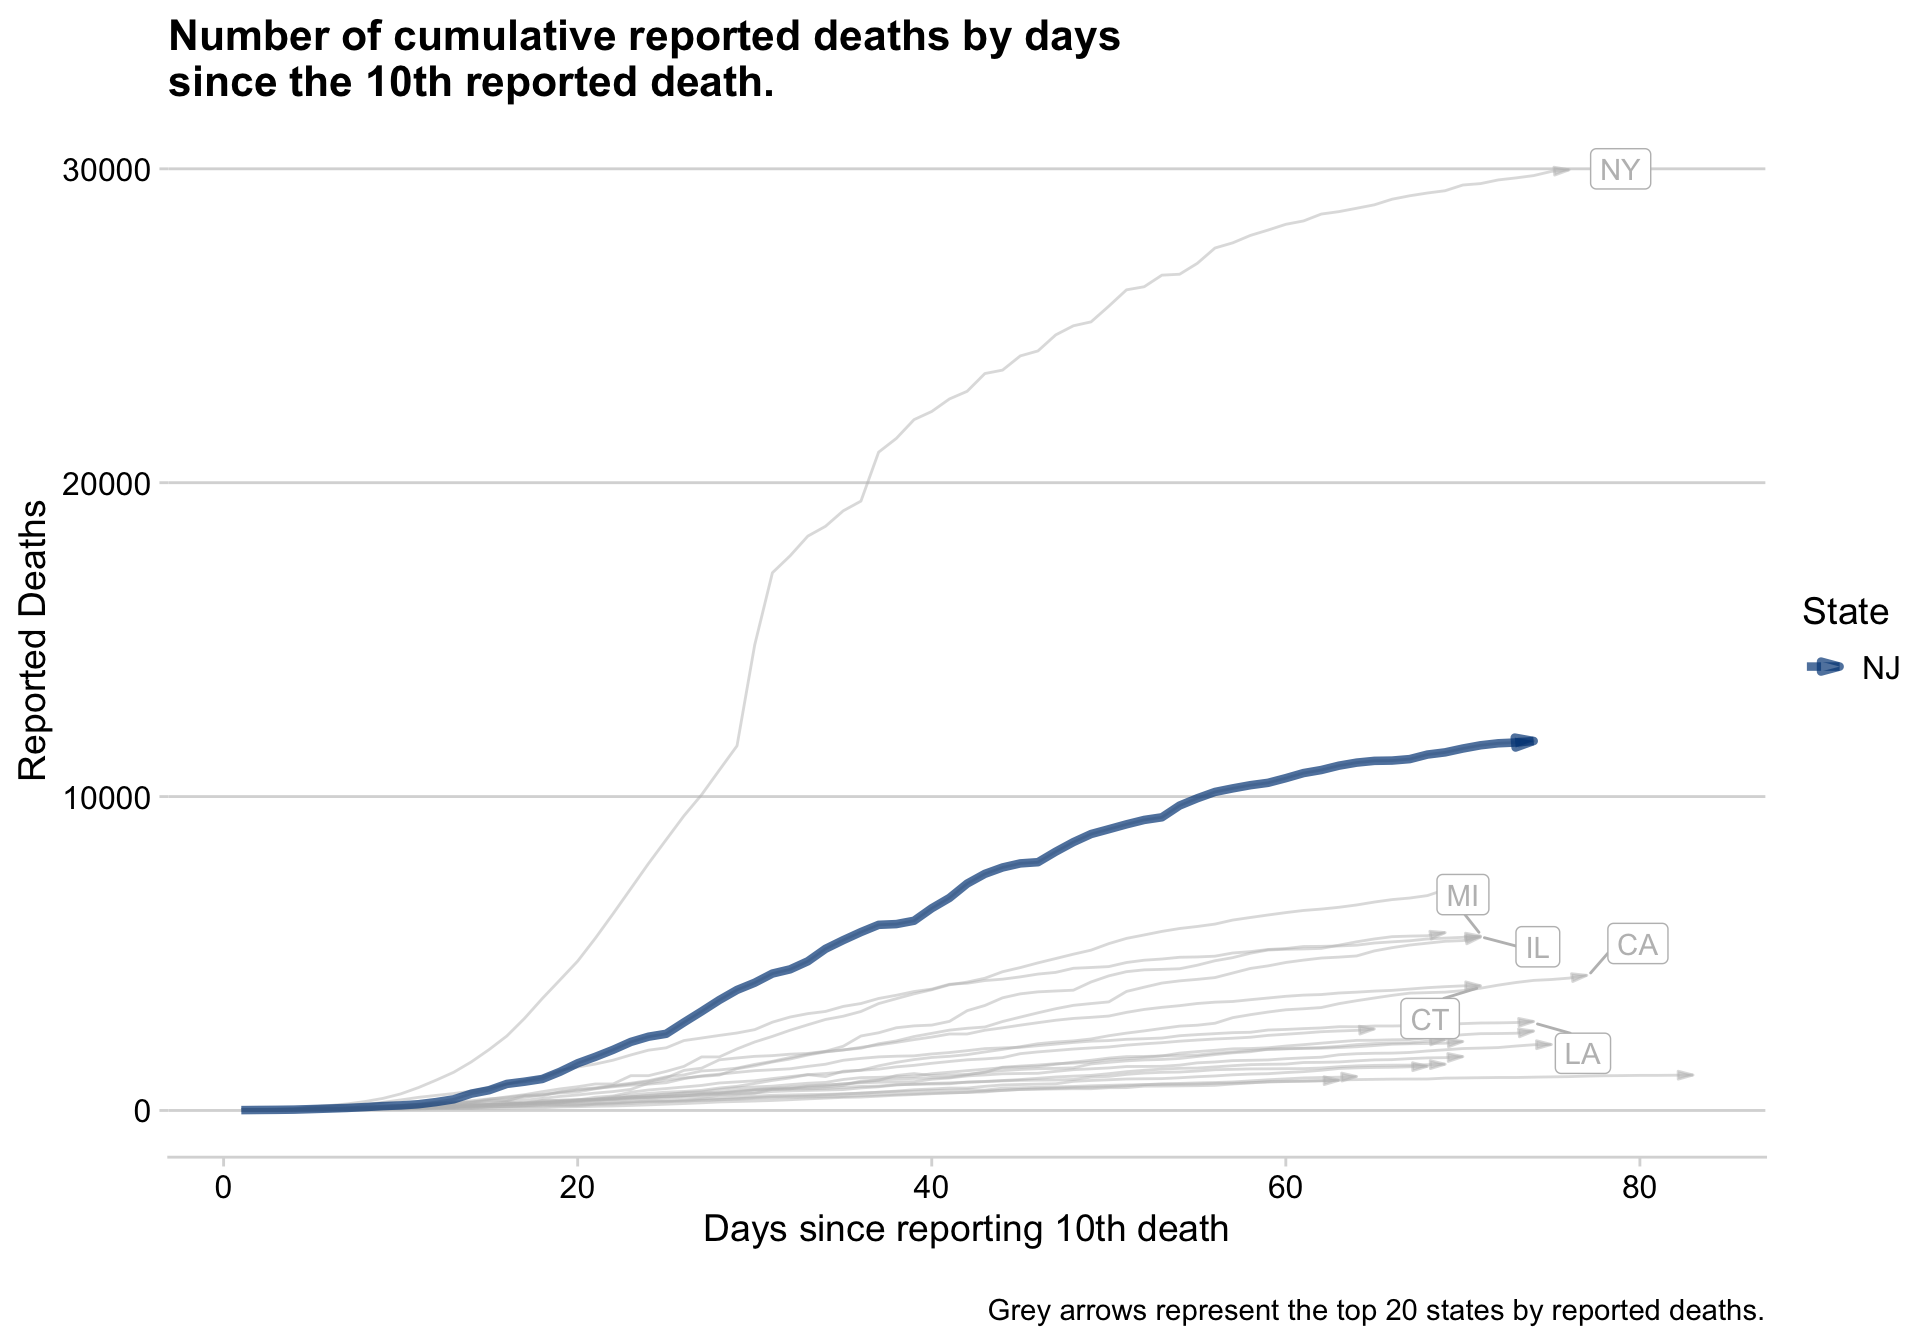 Number of cumulative reported deaths by days
since the 10th reported death.
30000
20000
10000
0
Reported Deaths
NY
MI
IL
CA
CT
LA
State
NJ
0
20
40
60
80
Days since reporting 10th death
Grey arrows represent the top 20 states by reported deaths.